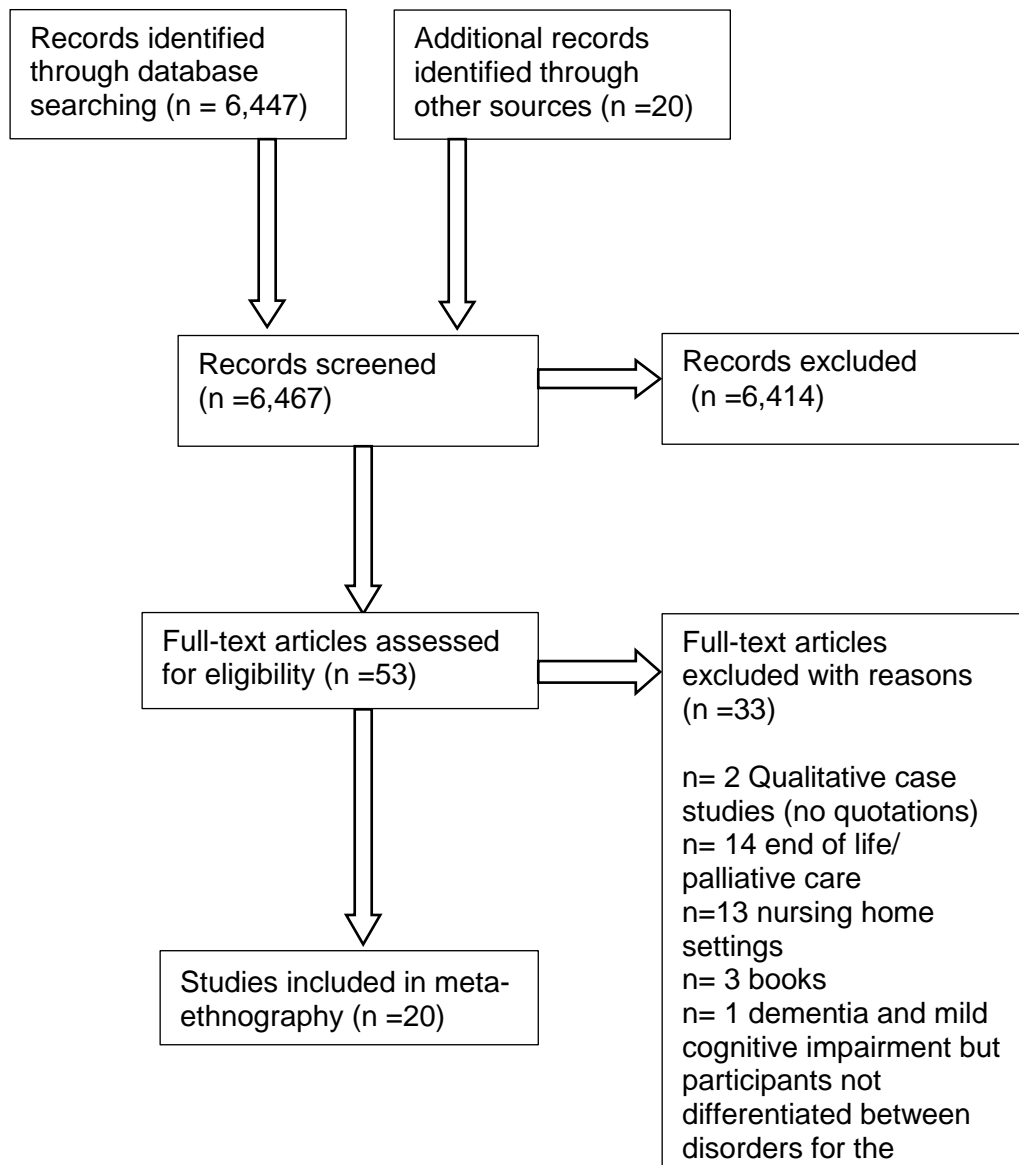 Records identified
through database
searching (n = 6,447)
Additional records
identified through
other sources (n =20)
Records screened
(n =6,467)
Records excluded
(n =6,414)
Full-text articles assessed
for eligibility (n =53)
Full-text articles
excluded with reasons
(n =33)
n= 2 Qualitative case
studies (no quotations)
n= 14 end of life/
palliative care
n=13 nursing home
settings
n= 3 books
n= 1 dementia and mild
cognitive impairment but
participants not
differentiated between
disorders for the
Studies included in meta-
ethnography (n =20)